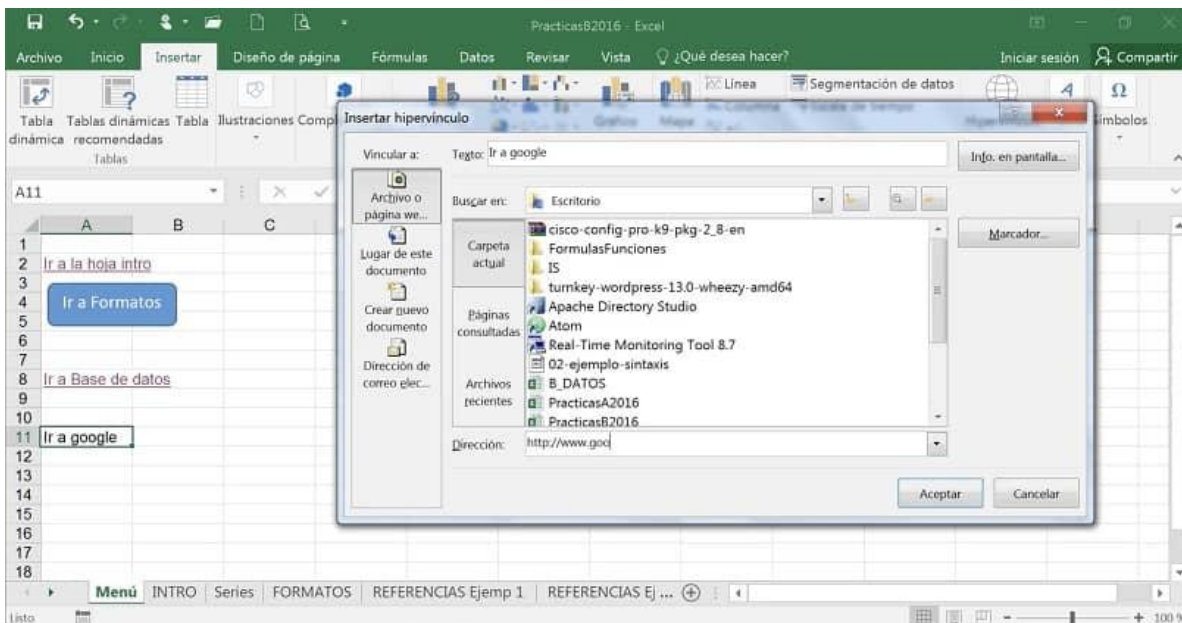 PracticasB2016 - Excel
Archivo Inicio Insertar Diseño de página Fórmulas Datos Revisar Vista ¿Qué desea hacer? Iniciar sesión Compartir
Tabla dinámica
Tablas dinámicas recomendadas
Tabla
Ilustraciones
Línea
Segmentación de datos
Tablas
A11
A B C
1
2 Ir a la hoja intro
3
4 Ir a Formatos
5
6
7
8 Ir a Base de datos
9
10
11 Ir a google
12
13
14
15
16
17
18
Insertar hipervínculo
Vincular a:
Archivo o página we...
Lugar de este documento
Crear nuevo documento
Dirección de correo elec...
Texto: Ir a google
Info. en pantalla...
Buscar en: Escritorio
Marcador...
Carpeta actual
Páginas consultadas
Archivos recientes
cisco-config-pro-k9-pkg-2_8-en
FormulasFunciones
IS
turnkey-wordpress-13.0-wheezy-amd64
Apache Directory Studio
Atom
Real-Time Monitoring Tool 8.7
02-ejemplo-sintaxis
B_DATOS
PracticasA2016
PracticasB2016
Dirección: http://www.goo
Aceptar Cancelar
Menú INTRO Series FORMATOS REFERENCIAS Ejemp 1 REFERENCIAS Ej ...
Listo